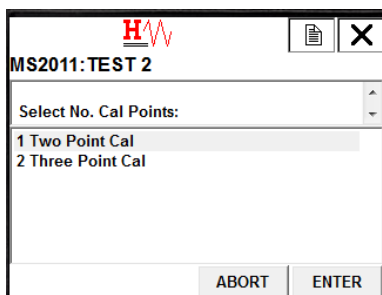 H
MS2011:TEST 2
Select No. Cal Points:
1 Two Point Cal
2 Three Point Cal
ABORT ENTER